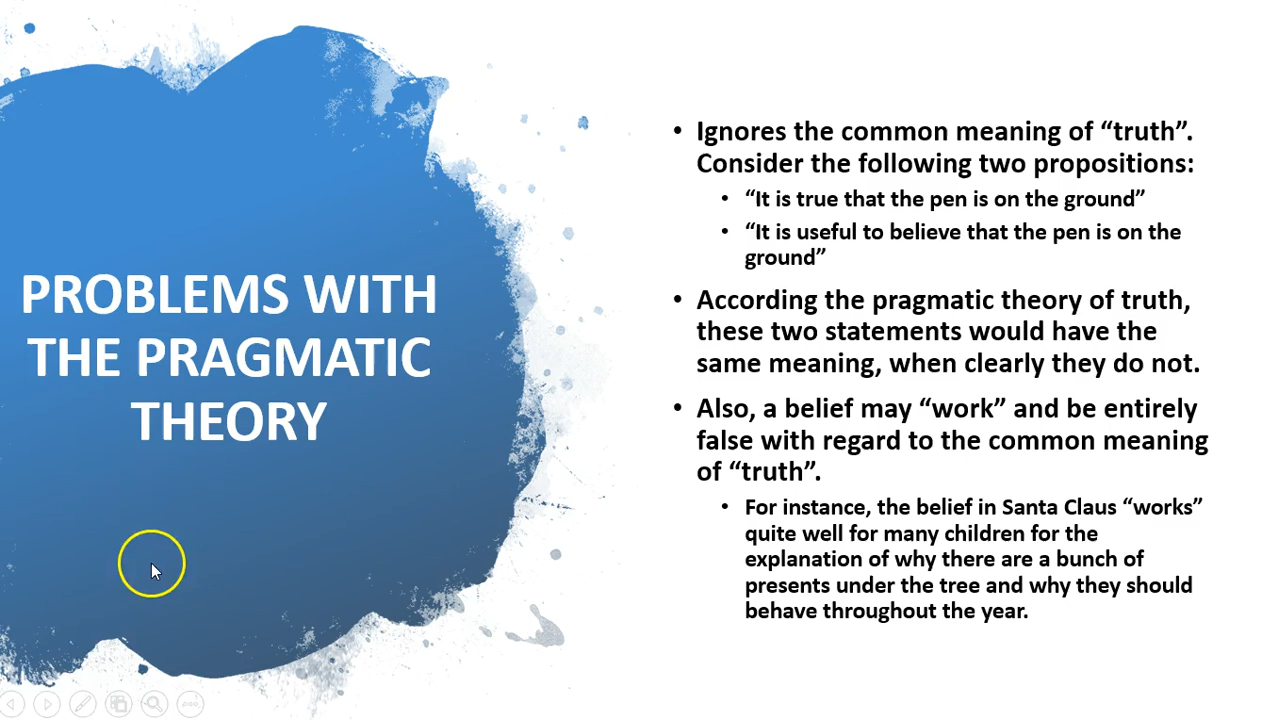 PROBLEMS WITH
THE PRAGMATIC
THEORY
• Ignores the common meaning of “truth”.
Consider the following two propositions:
• “It is true that the pen is on the ground”
• “It is useful to believe that the pen is on the
ground”
• According the pragmatic theory of truth,
these two statements would have the
same meaning, when clearly they do not.
• Also, a belief may “work” and be entirely
false with regard to the common meaning
of “truth”.
• For instance, the belief in Santa Claus “works”
quite well for many children for the
explanation of why there are a bunch of
presents under the tree and why they should
behave throughout the year.